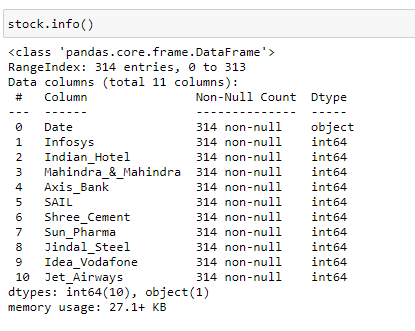 stock.info()
<class 'pandas.core.frame.DataFrame'>
RangeIndex: 314 entries, 0 to 313
Data columns (total 11 columns):
 #   Column             Non-Null Count  Dtype
---  ------             --------------  -----
 0   Date               314 non-null    object
 1   Infosys            314 non-null    int64
 2   Indian_Hotel       314 non-null    int64
 3   Mahindra_&_Mahindra  314 non-null    int64
 4   Axis_Bank          314 non-null    int64
 5   SAIL               314 non-null    int64
 6   Shree_Cement       314 non-null    int64
 7   Sun_Pharma         314 non-null    int64
 8   Jindal_Steel       314 non-null    int64
 9   Idea_Vodafone      314 non-null    int64
 10  Jet_Airways        314 non-null    int64
dtypes: int64(10), object(1)
memory usage: 27.1+ KB